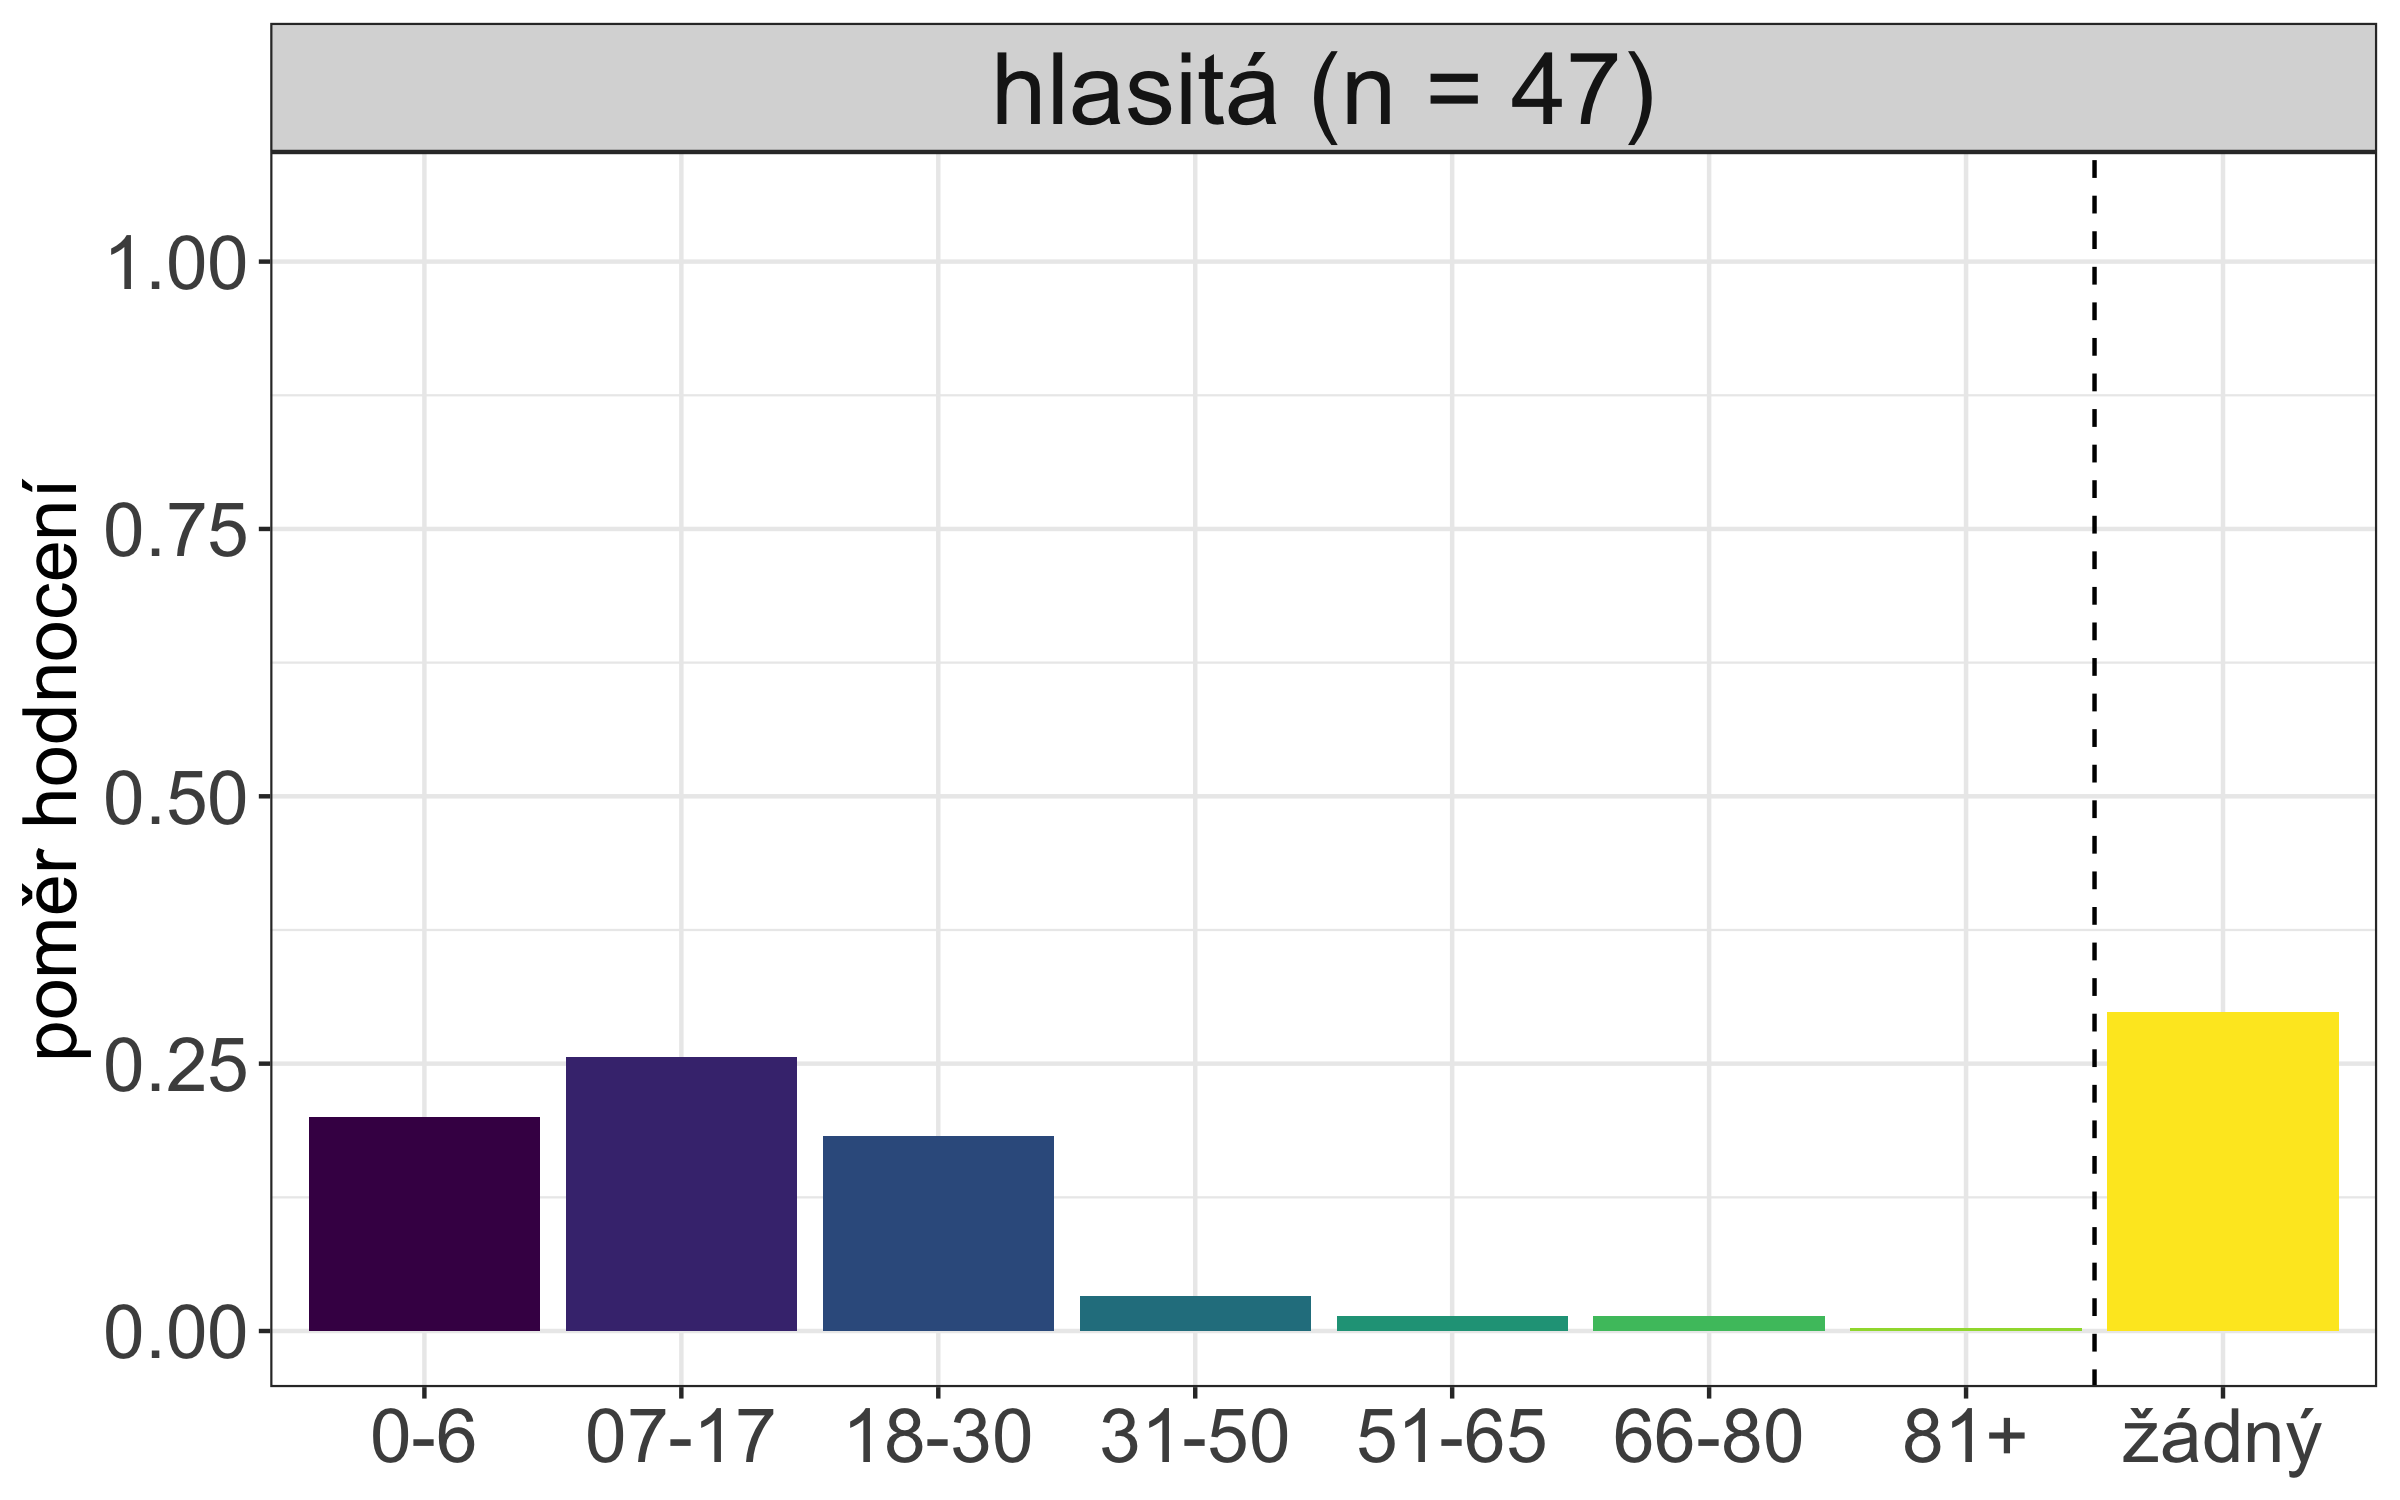 hlasitá (n = 47)
poměr hodnocení
1.00
0.75
0.50
0.25
0.00
0-6 07-17 18-30 31-50 51-65 66-80 81+ žádný